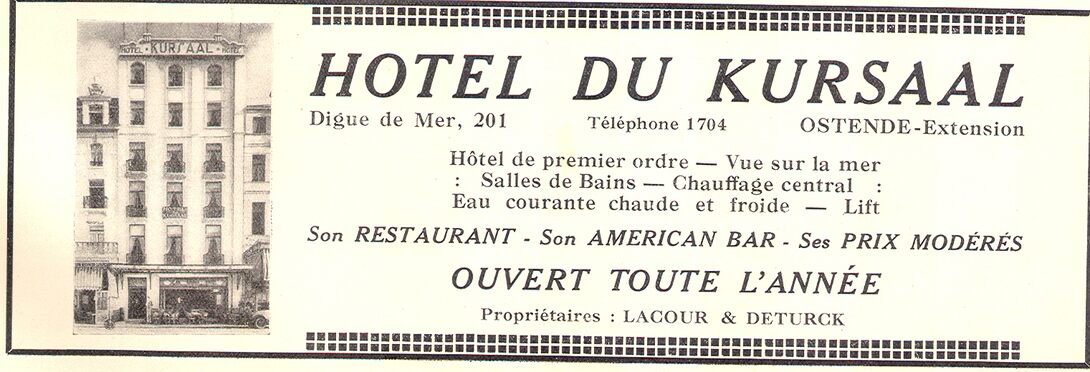 HOTEL • KURSAAL • HOTEL
HOTEL DU KURSAAL
Digue de Mer, 201 Téléphone 1704 OSTENDE-Extension
Hôtel de premier ordre — Vue sur la mer
: Salles de Bains — Chauffage central :
Eau courante chaude et froide — Lift
Son RESTAURANT - Son AMERICAN BAR - Ses PRIX MODÉRÉS
OUVERT TOUTE L'ANNÉE
Propriétaires : LACOUR & DETURCK